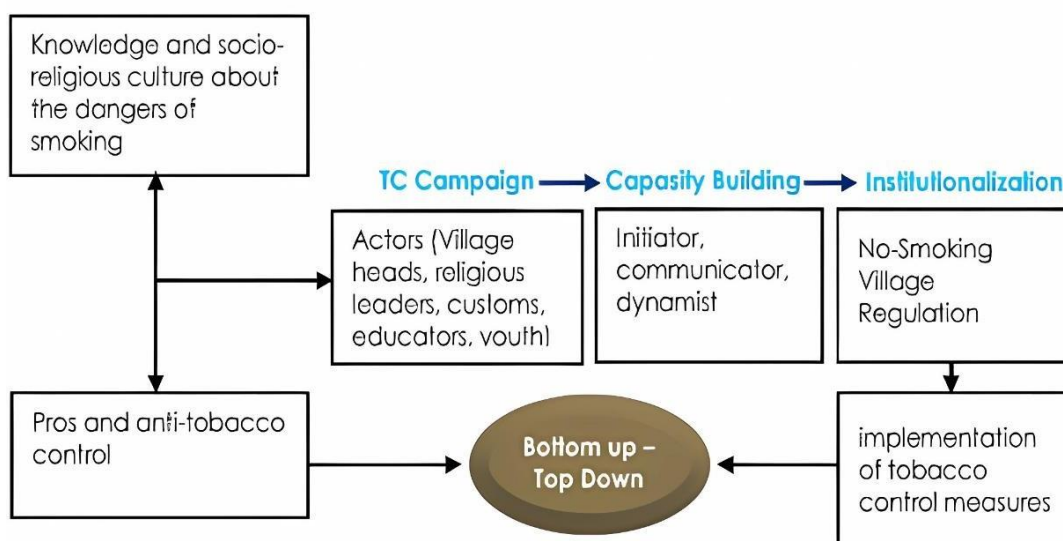 Knowledge and socio-
religious culture about
the dangers of
smoking
TC Campaign
Capasity Building
Institutionalization
Actors (Village
heads, religious
leaders, customs,
educators, youth)
Initiator,
communicator,
dynamist
No-Smoking
Village
Regulation
Pros and anti-tobacco
control
Bottom up –
Top Down
implementation
of tobacco
control measures